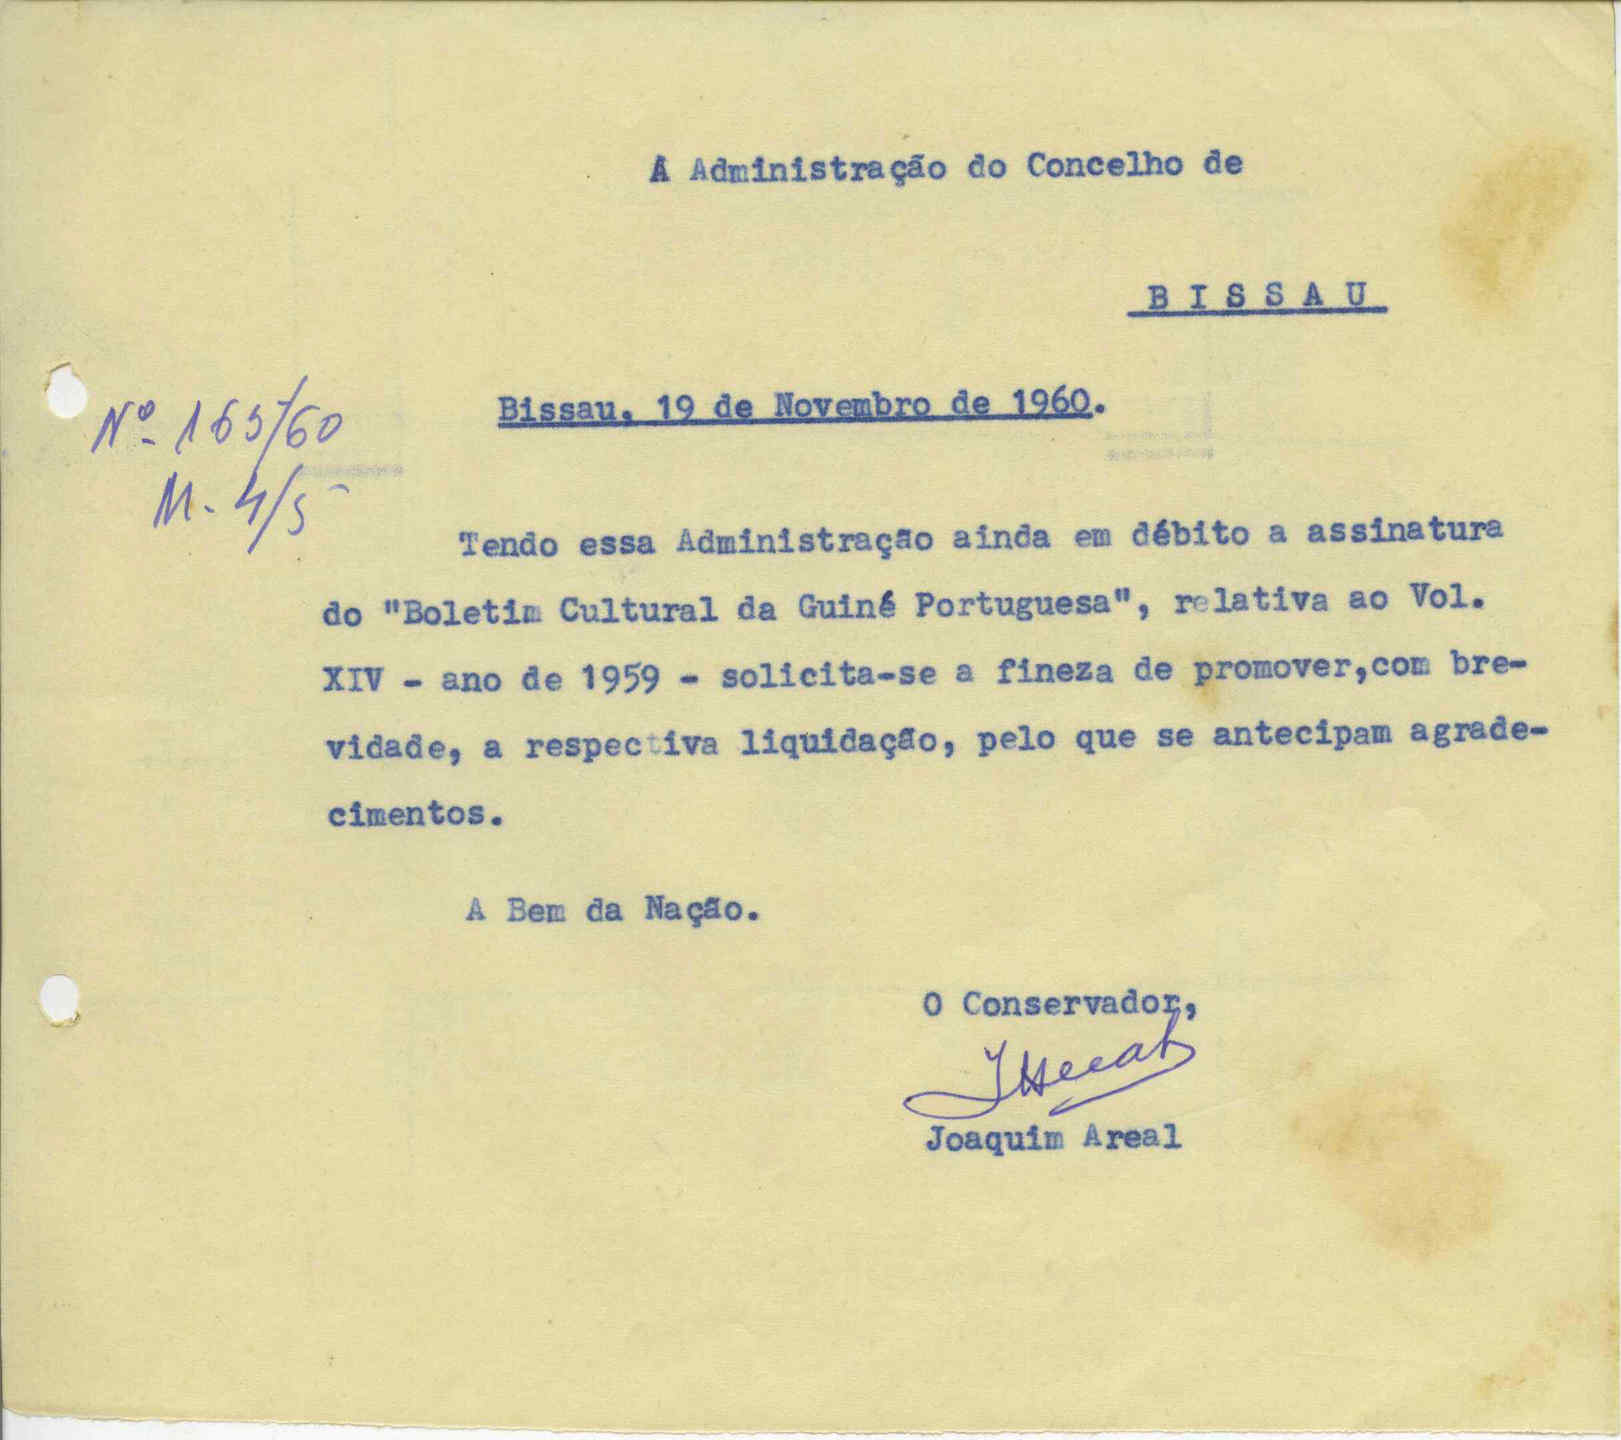 À Administração do Concelho de
B I S S A U
Bissau, 19 de Novembro de 1960.
Nº 163/60
M. 4/5
Tendo essa Administração ainda em débito a assinatura
do "Boletim Cultural da Guiné Portuguesa", relativa ao Vol.
XIV - ano de 1959 - solicita-se a fineza de promover,com bre-
vidade, a respectiva liquidação, pelo que se antecipam agrade-
cimentos.
A Bem da Nação.
O Conservador,
Joaquim Areal